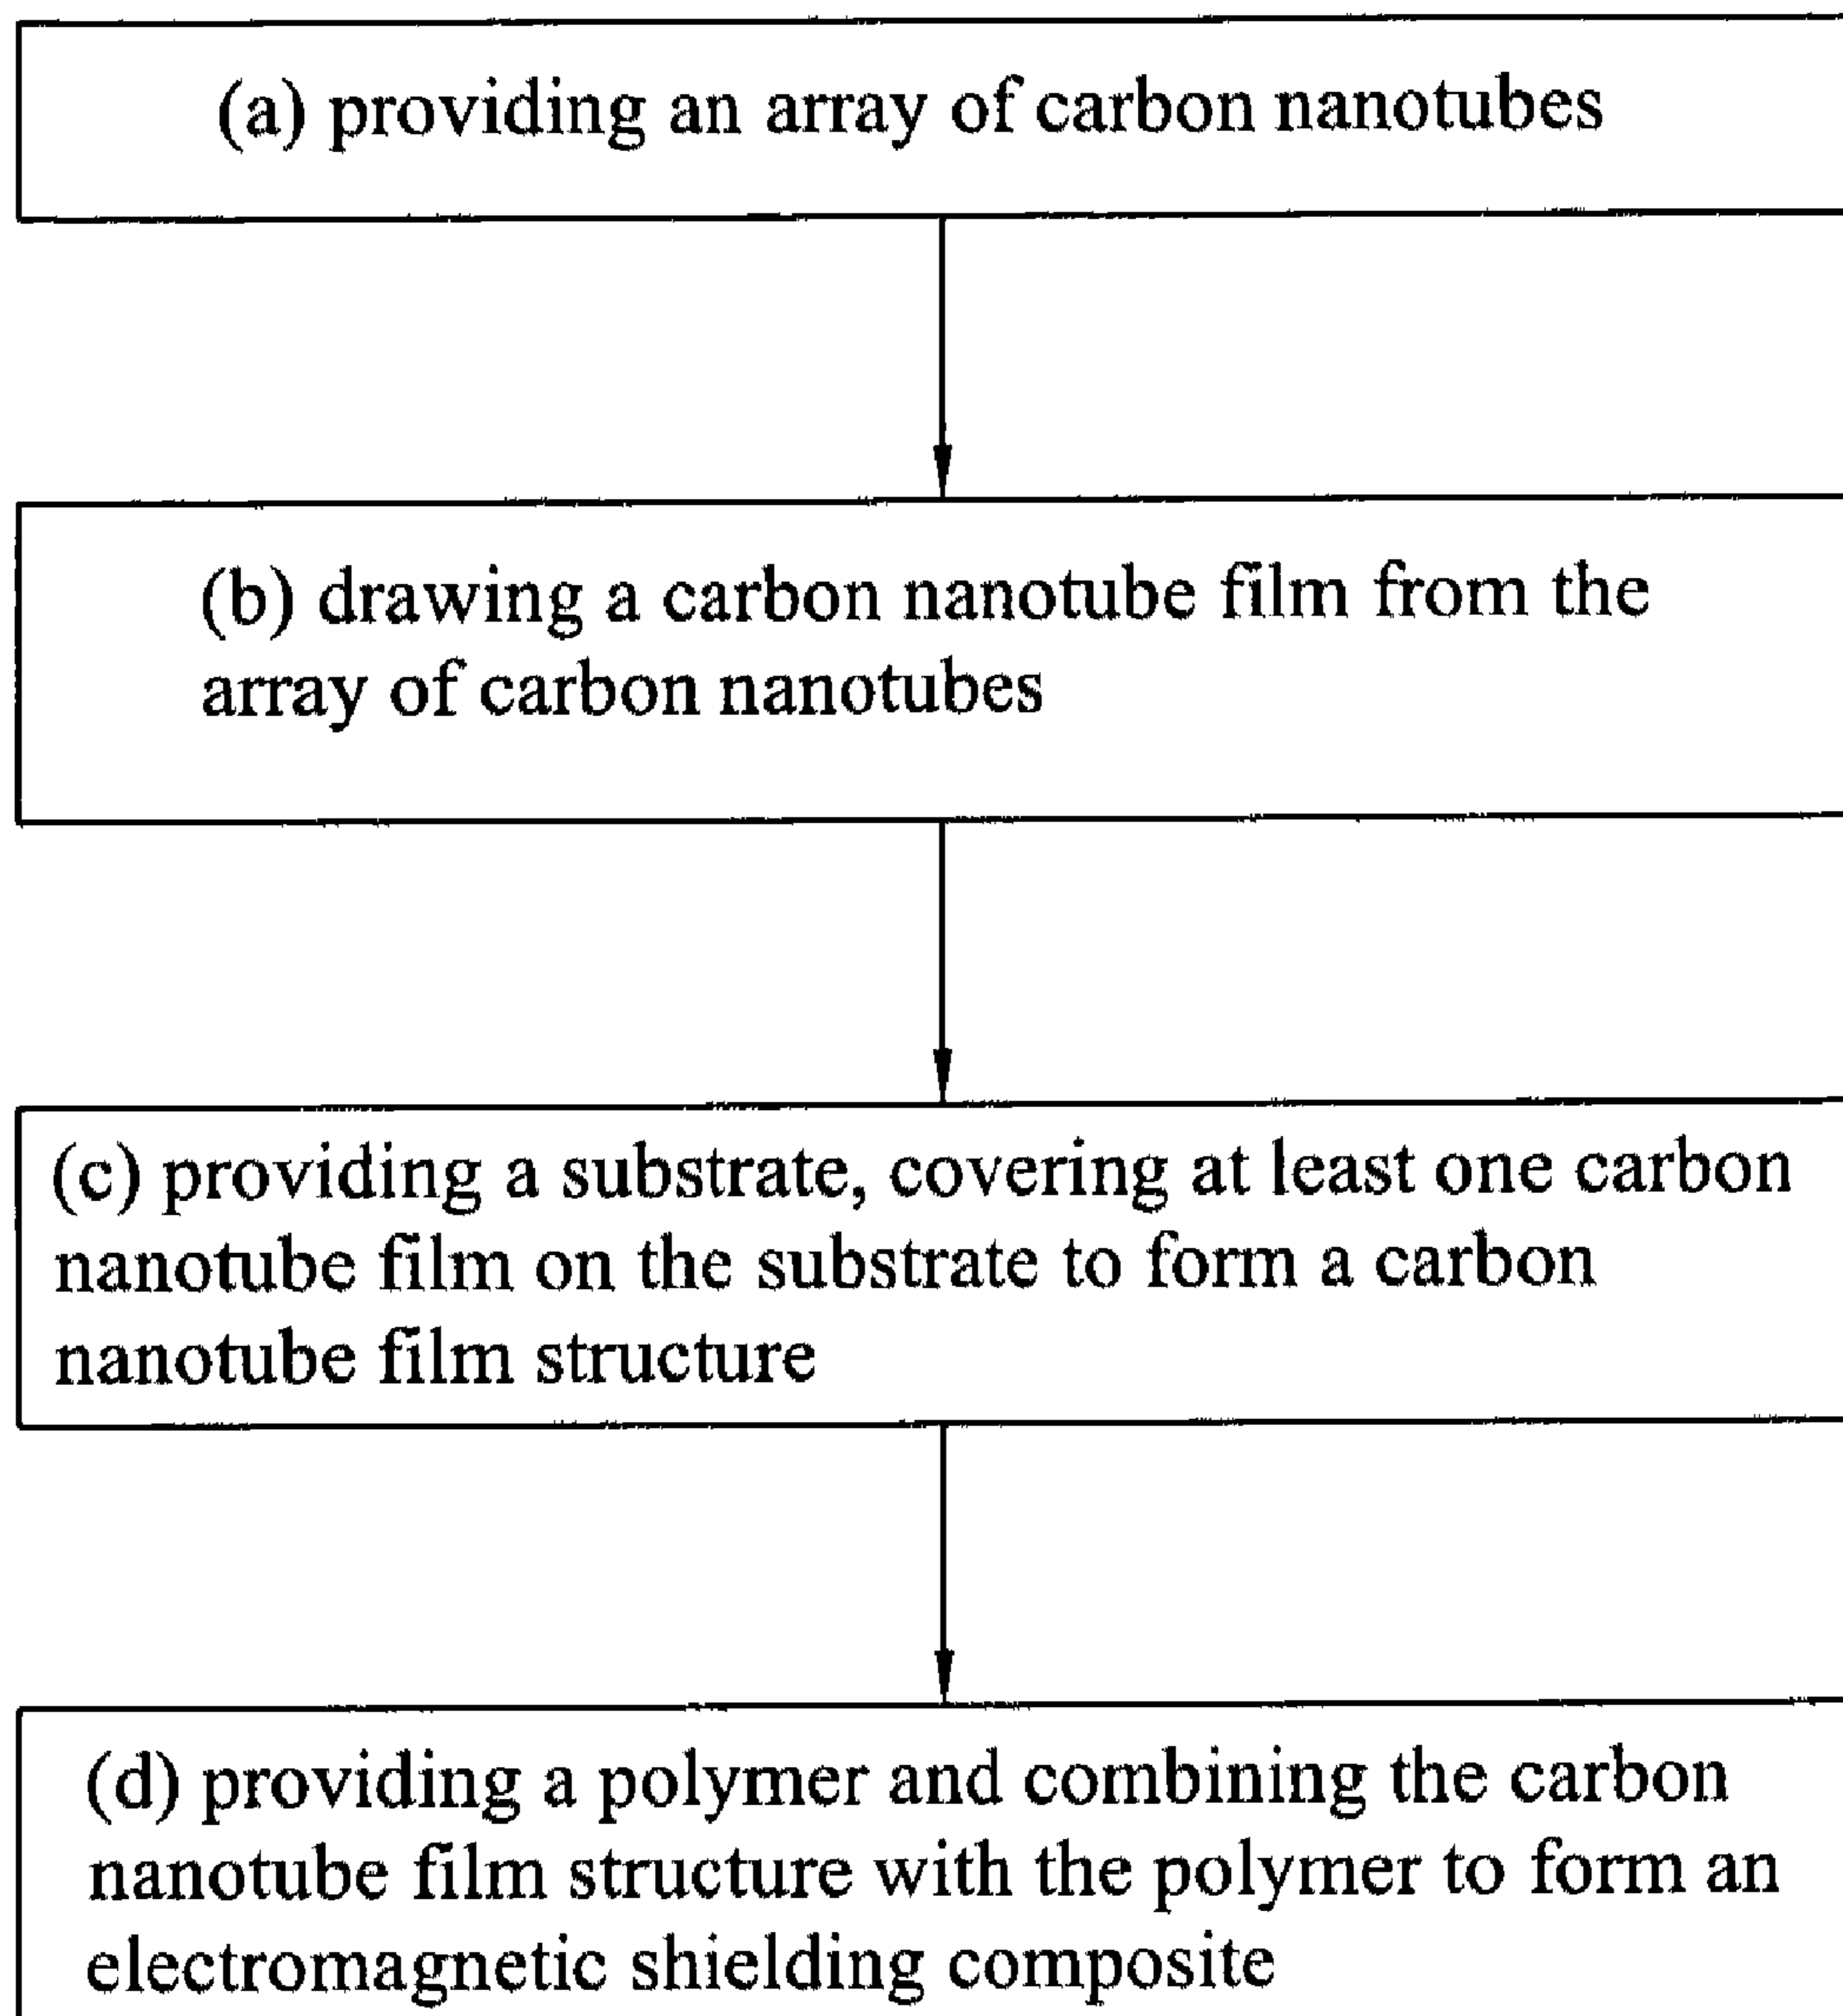 (a) providing an array of carbon nanotubes
(b) drawing a carbon nanotube film from the
array of carbon nanotubes
(c) providing a substrate, covering at least one carbon
nanotube film on the substrate to form a carbon
nanotube film structure
(d) providing a polymer and combining the carbon
nanotube film structure with the polymer to form an
electromagnetic shielding composite